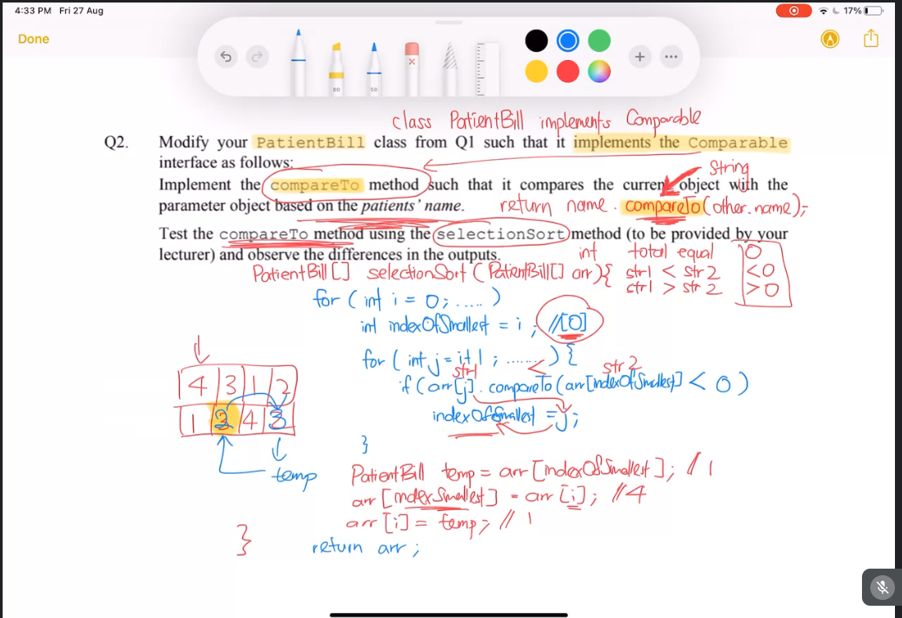 4:33 PM Fri 27 Aug
17%
Done
class PatientBill implements Comparable
Q2. Modify your PatientBill class from Q1 such that it implements the Comparable
interface as follows:
String
Implement the compareTo method such that it compares the current object with the
parameter object based on the patients' name.
return name.compareTo(other.name);
Test the compareTo method using the selectionSort method (to be provided by your
lecturer) and observe the differences in the outputs.
int total equal 0
PatientBill[] selectionSort (PatientBill[] arr){
str1 < str2 <0
str1 > str2 >0
for (int i = 0; ......)
int indexOfSmallest = i; //[0]
for (int j = i+1; ......){
str1 < str2
if (arr[j].compareTo(arr[indexOfSmallest] < 0)
indexOfSmallest = j;
}
4 3 1 2
1 2 4 3
temp
PatientBill temp = arr[indexOfSmallest]; // 1
arr[indexSmallest] = arr[i]; //4
arr[i] = temp; // 1
}
return arr;